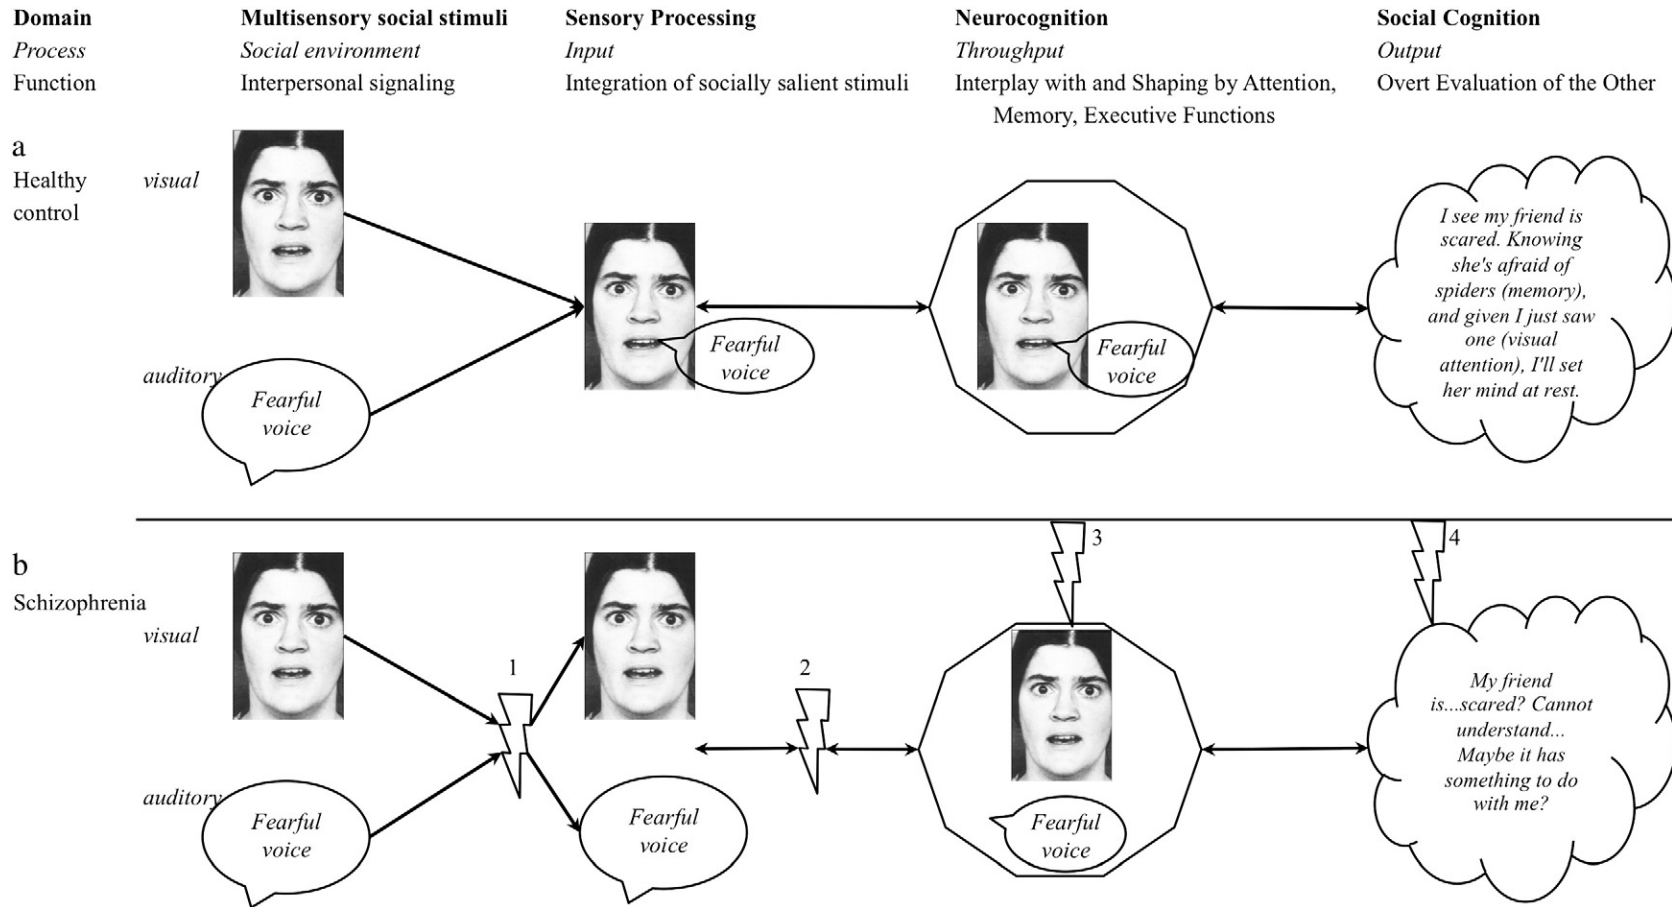 Domain
Process
Function
Multisensory social stimuli
Social environment
Interpersonal signaling
Sensory Processing
Input
Integration of socially salient stimuli
Neurocognition
Throughput
Interplay with and Shaping by Attention,
Memory, Executive Functions
Social Cognition
Output
Overt Evaluation of the Other
a
Healthy
control
visual
auditory
Fearful
voice
Fearful
voice
Fearful
voice
I see my friend is
scared. Knowing
she's afraid of
spiders (memory),
and given I just saw
one (visual
attention), I'll set
her mind at rest.
b
Schizophrenia
visual
auditory
Fearful
voice
1
Fearful
voice
2
3
Fearful
voice
4
My friend
is...scared? Cannot
understand...
Maybe it has
something to do
with me?